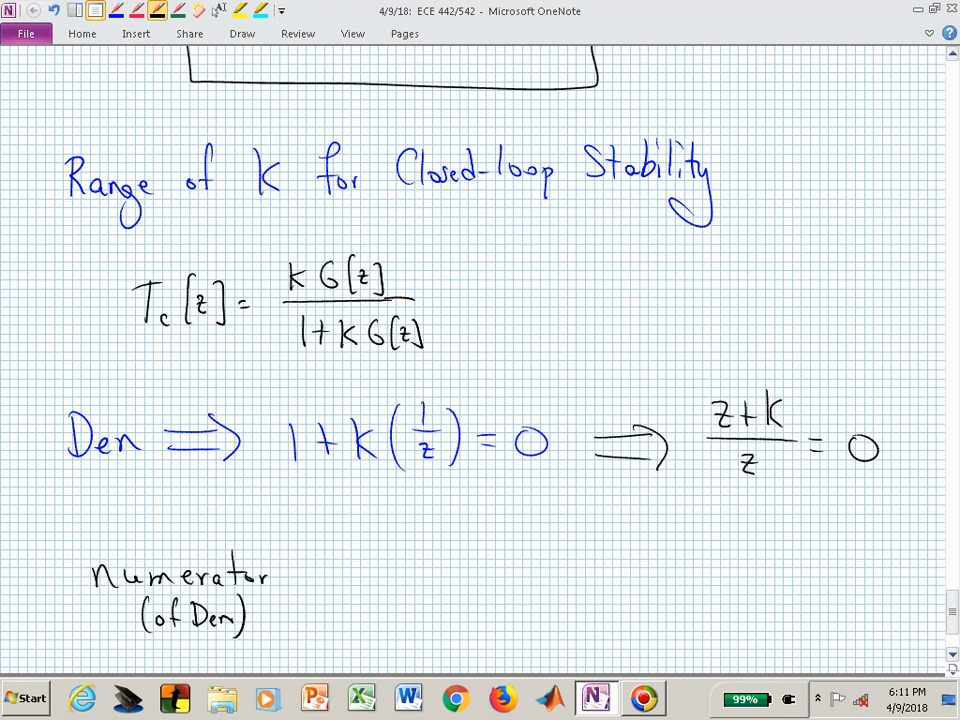 4/9/18: ECE 442/542 - Microsoft OneNote
File Home Insert Share Draw Review View Pages
Range of K for Closed-loop Stability
T_c[z] = K G[z] / 1 + K G[z]
Den ⟹ 1 + K (1/z) = 0 ⟹ z + K / z = 0
numerator
(of Den)
Start
99%
6:11 PM
4/9/2018